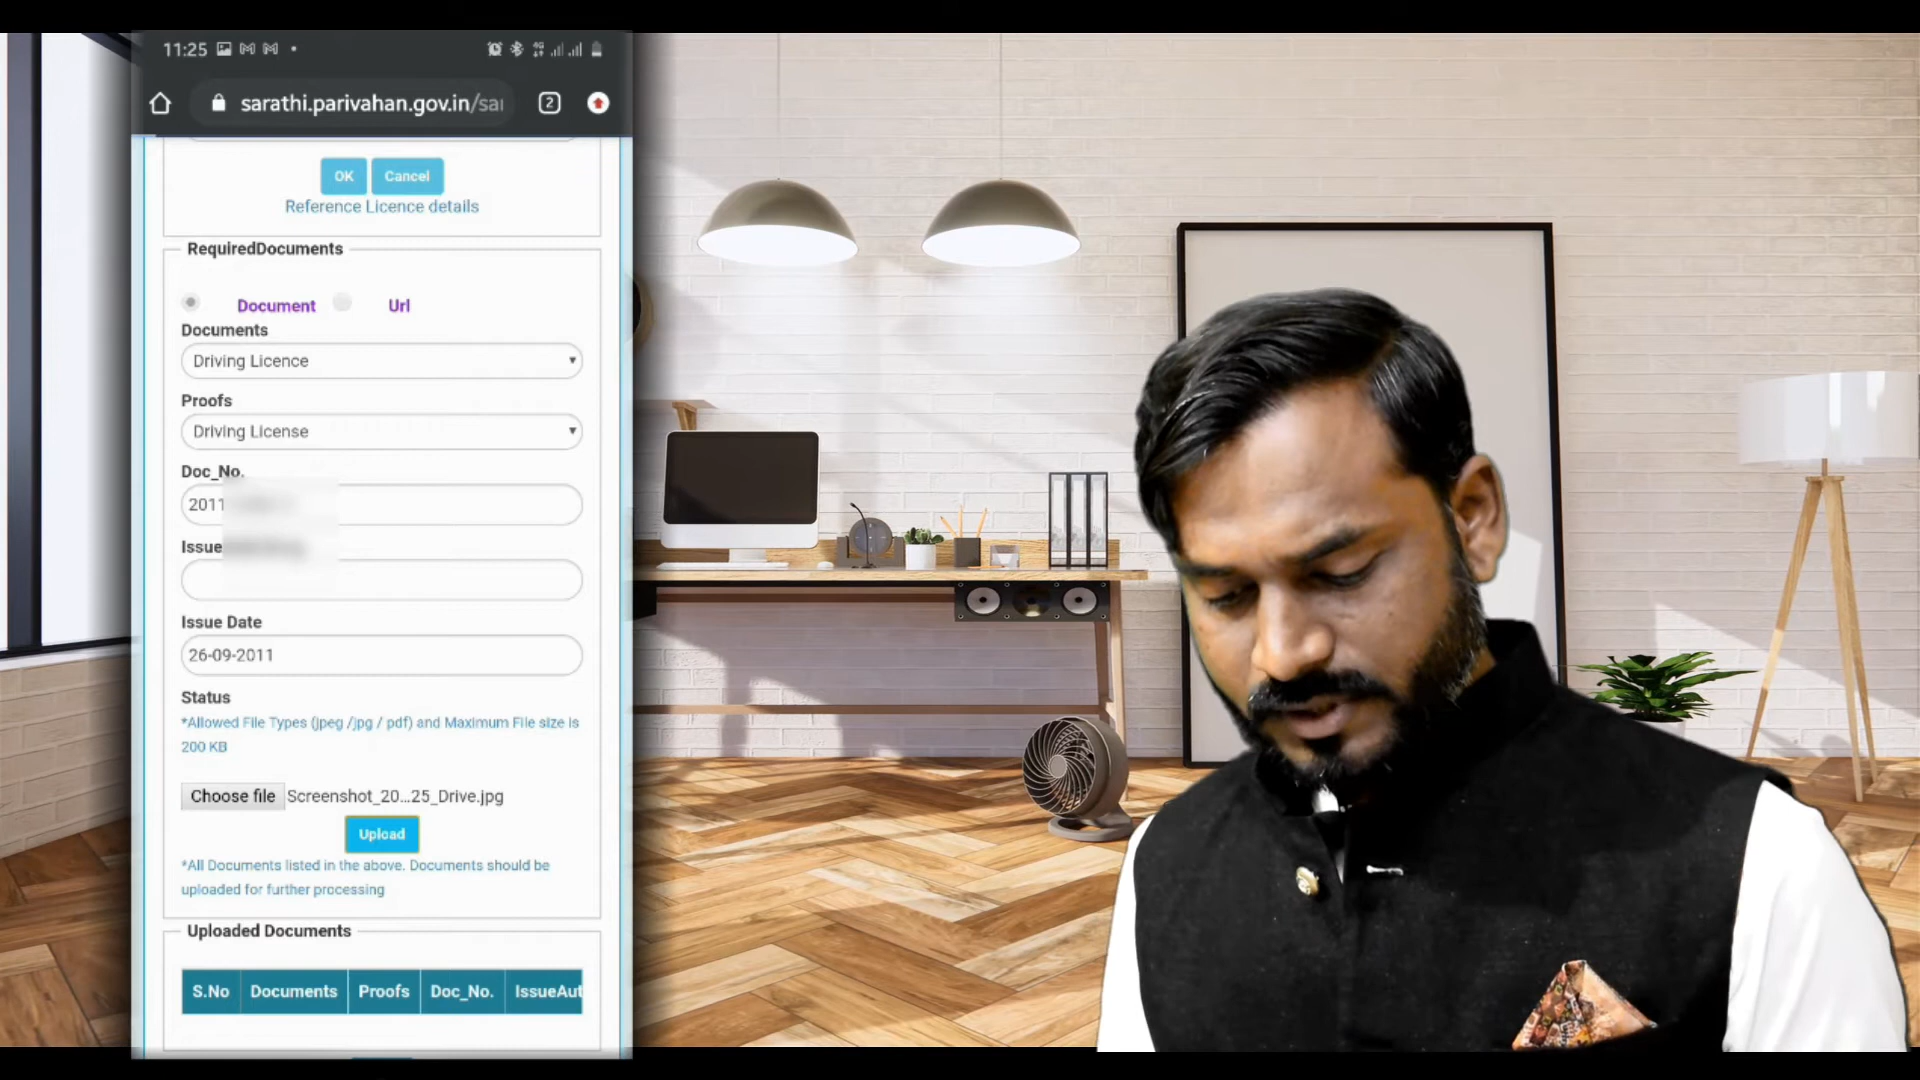 11:25
sarathi.parivahan.gov.in/sar
2
OK Cancel
Reference Licence details
RequiredDocuments
Document Url
Documents
Driving Licence
Proofs
Driving License
Doc_No.
2011
Issue
Issue Date
26-09-2011
Status
*Allowed File Types (jpeg /jpg / pdf) and Maximum File size is
200 KB
Choose file Screenshot_20...25_Drive.jpg
Upload
*All Documents listed in the above. Documents should be
uploaded for further processing
Uploaded Documents
S.No Documents Proofs Doc_No. IssueAut